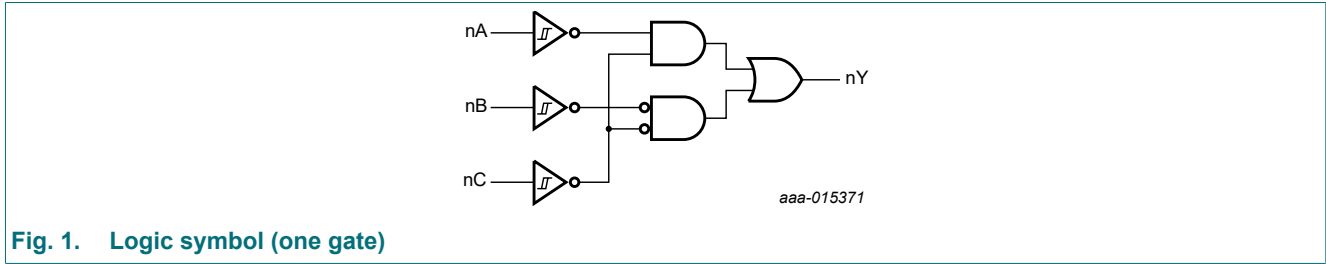 nA
nY
nB
nC
aaa-015371
Fig. 1. Logic symbol (one gate)